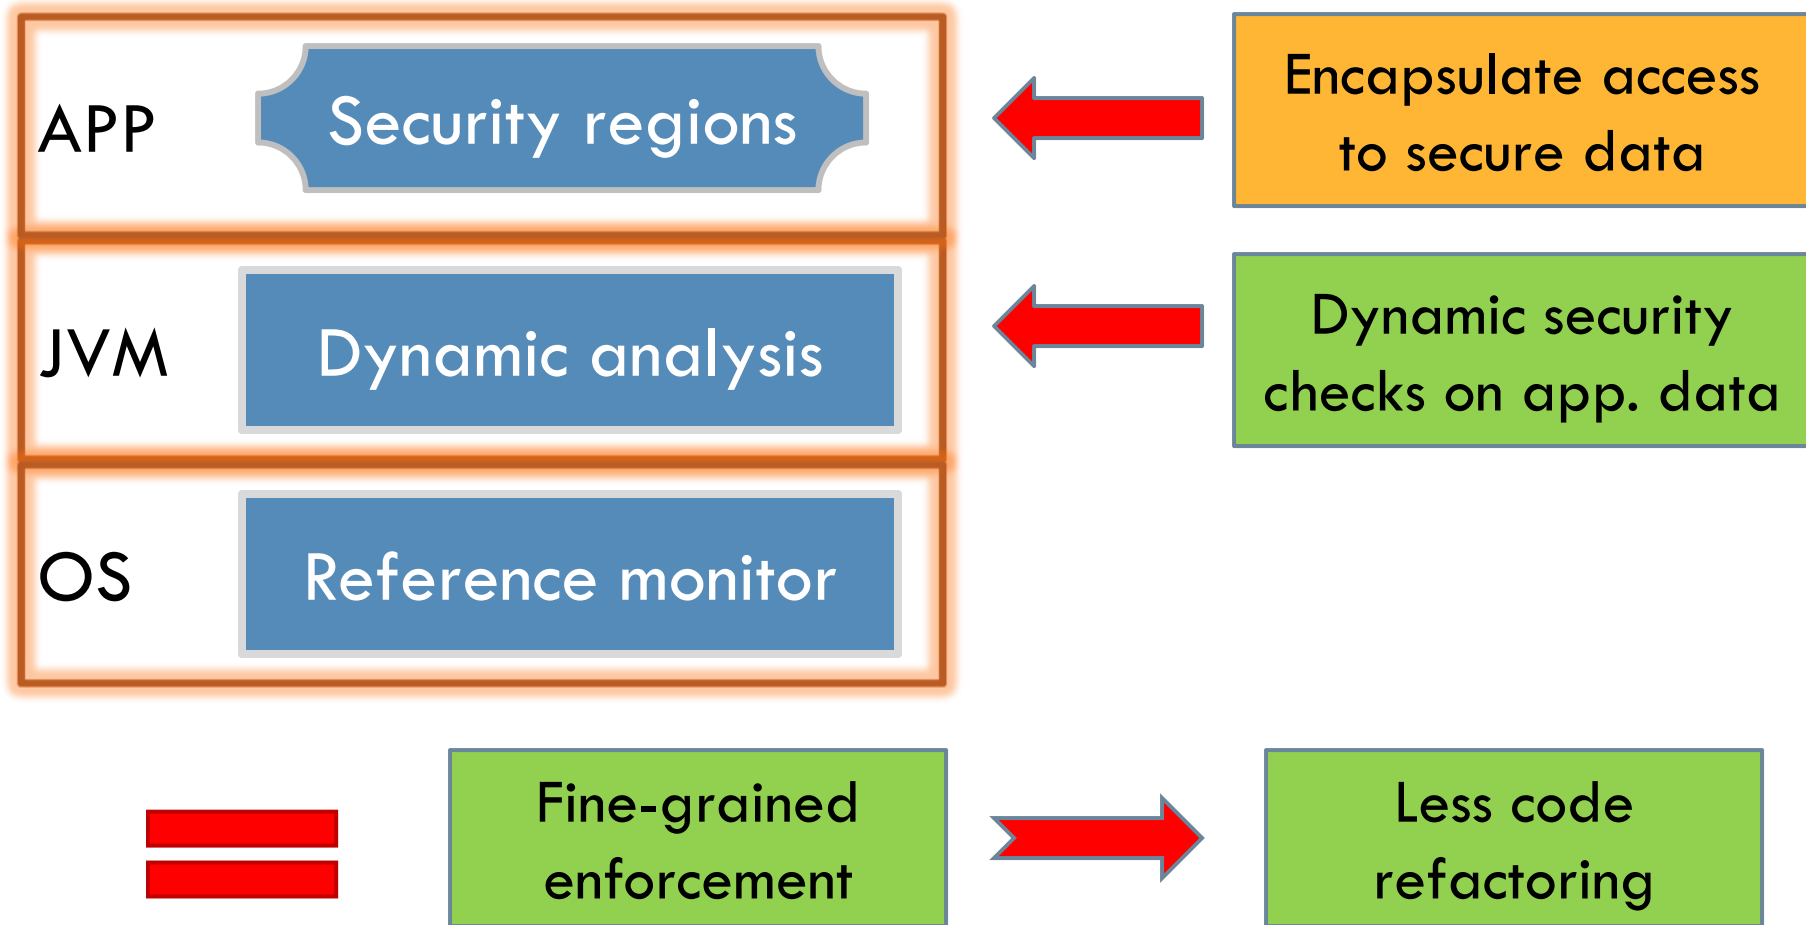 APP
Security regions
Encapsulate access
to secure data
JVM
Dynamic analysis
Dynamic security
checks on app. data
OS
Reference monitor
Fine-grained
enforcement
Less code
refactoring